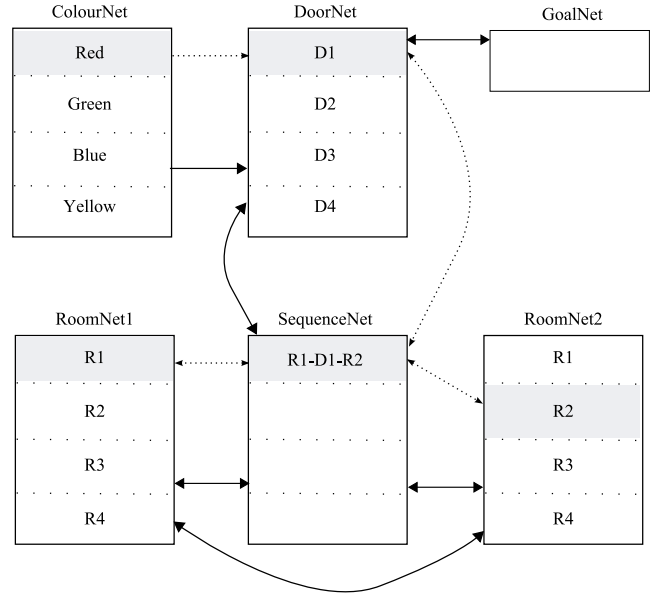 ColourNet
DoorNet
GoalNet
Red
D1
Green
D2
Blue
D3
Yellow
D4
RoomNet1
SequenceNet
RoomNet2
R1
R1-D1-R2
R1
R2
R2
R3
R3
R4
R4